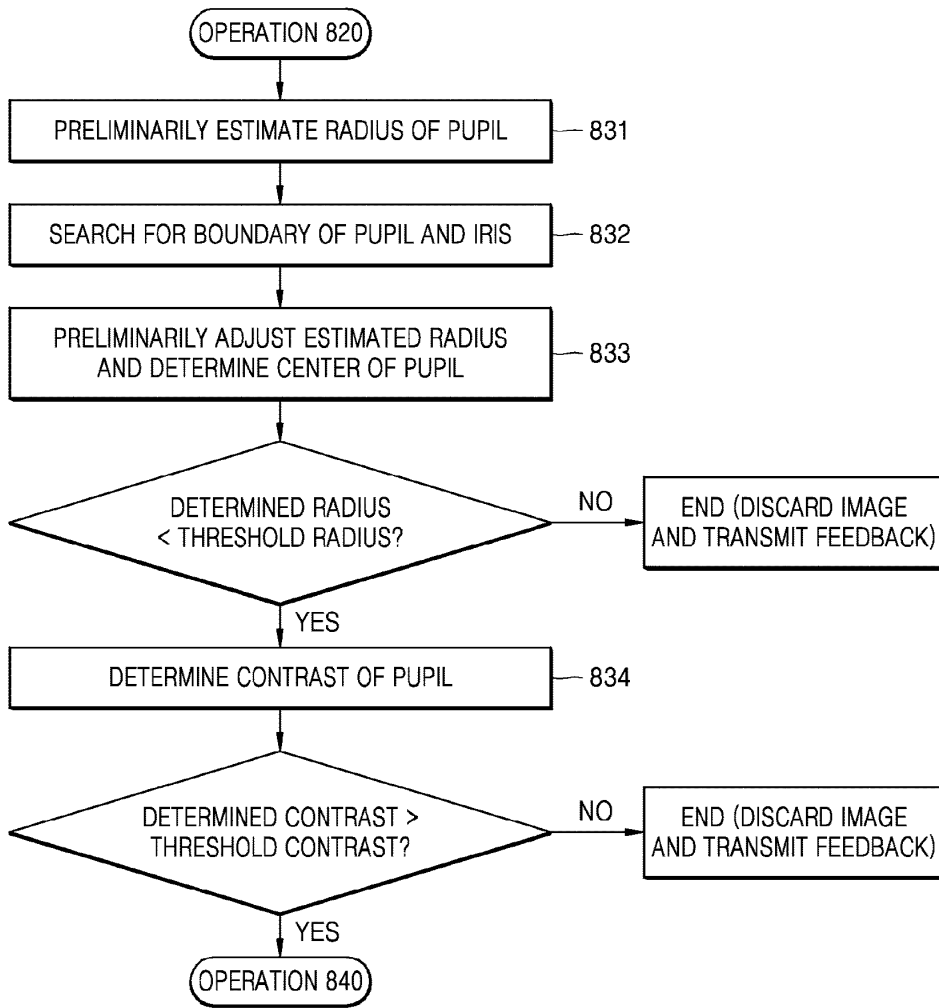 OPERATION 820
PRELIMINARILY ESTIMATE RADIUS OF PUPIL
831
SEARCH FOR BOUNDARY OF PUPIL AND IRIS
832
PRELIMINARILY ADJUST ESTIMATED RADIUS
AND DETERMINE CENTER OF PUPIL
833
DETERMINED RADIUS
< THRESHOLD RADIUS?
NO
END (DISCARD IMAGE
AND TRANSMIT FEEDBACK)
YES
DETERMINE CONTRAST OF PUPIL
834
DETERMINED CONTRAST >
THRESHOLD CONTRAST?
NO
END (DISCARD IMAGE
AND TRANSMIT FEEDBACK)
YES
OPERATION 840